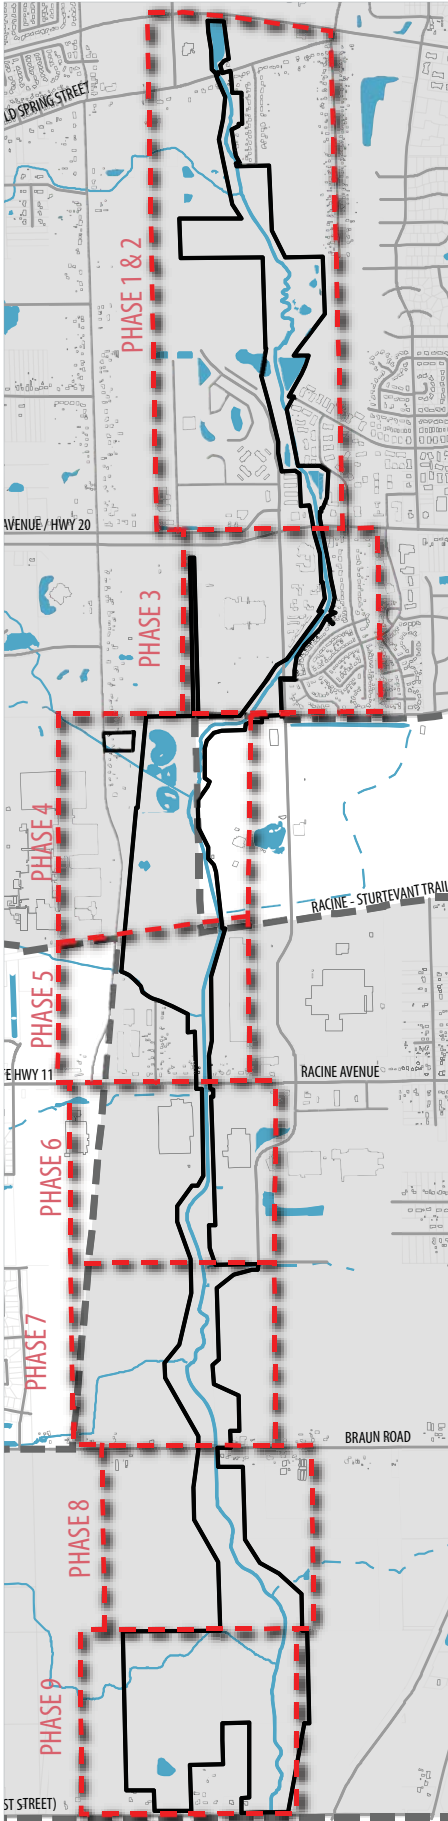 LD SPRING STREET
PHASE 1 & 2
AVENUE / HWY 20
PHASE 3
PHASE 4
RACINE - STURTEVANT TRAIL
PHASE 5
E HWY 11
RACINE AVENUE
PHASE 6
PHASE 7
BRAUN ROAD
PHASE 8
PHASE 9
ST STREET)